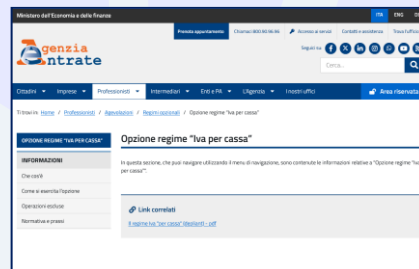 Ministero dell'Economia e delle Finanze
ITA ENG
Prenota appuntamento Chiamaci 800.90.96.96 Accesso ai servizi Contatti e assistenza Trova l'ufficio
Agenzia
Entrate
Seguici su
Cerca...
Cittadini Imprese Professionisti Intermediari Enti e PA L'Agenzia I nostri uffici Area riservata
Ti trovi in: Home / Professionisti / Agevolazioni / Regimi opzionali / Opzione regime "Iva per cassa"
OPZIONE REGIME "IVA PER CASSA"
Opzione regime "Iva per cassa"
INFORMAZIONI
Che cos'è
Come si esercita l'opzione
Operazioni escluse
Normativa e prassi
In questa sezione, che puoi navigare utilizzando il menu di navigazione, sono contenute le informazioni relative a "Opzione regime "Iva
per cassa"".
Link correlati
Il regime Iva "per cassa" (depliant) - pdf